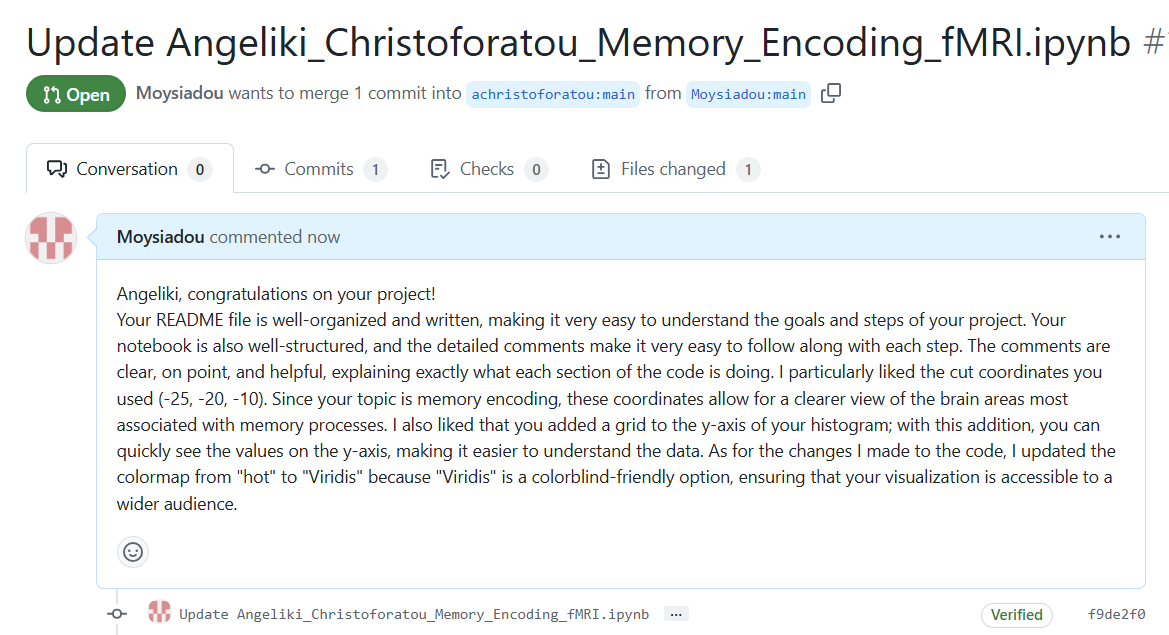 Update Angeliki_Christoforatou_Memory_Encoding_fMRI.ipynb #
Open Moysiadou wants to merge 1 commit into achristoforatou:main from Moysiadou:main
Conversation 0 Commits 1 Checks 0 Files changed 1
Moysiadou commented now
Angeliki, congratulations on your project!
Your README file is well-organized and written, making it very easy to understand the goals and steps of your project. Your
notebook is also well-structured, and the detailed comments make it very easy to follow along with each step. The comments are
clear, on point, and helpful, explaining exactly what each section of the code is doing. I particularly liked the cut coordinates you
used (-25, -20, -10). Since your topic is memory encoding, these coordinates allow for a clearer view of the brain areas most
associated with memory processes. I also liked that you added a grid to the y-axis of your histogram; with this addition, you can
quickly see the values on the y-axis, making it easier to understand the data. As for the changes I made to the code, I updated the
colormap from "hot" to "Viridis" because "Viridis" is a colorblind-friendly option, ensuring that your visualization is accessible to a
wider audience.
Update Angeliki_Christoforatou_Memory_Encoding_fMRI.ipynb ... Verified f9de2f0